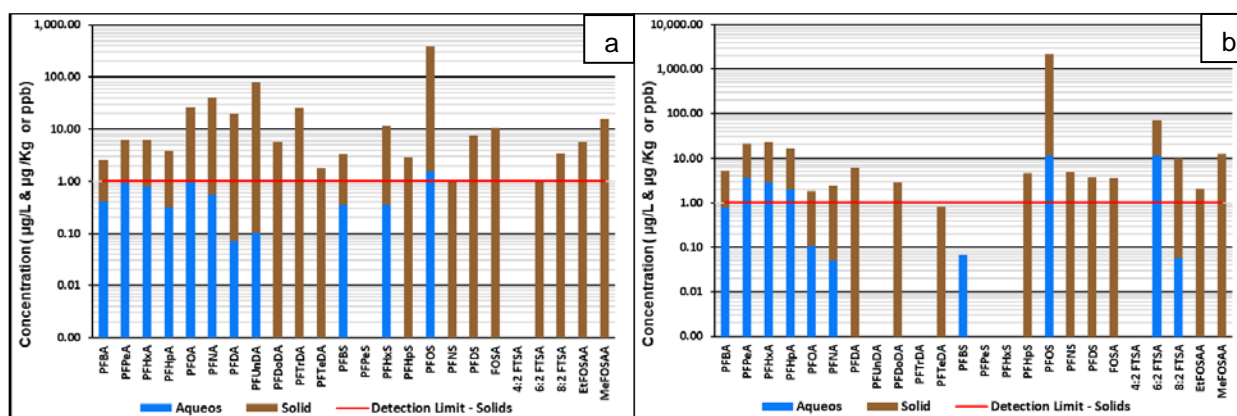 a
Concentration ( µg/L & µg /Kg or ppb)
1,000.00
100.00
10.00
1.00
0.10
0.01
0.00
PFBA
PFPeA
PFHxA
PFHpA
PFOA
PFNA
PFDA
PFUnDA
PFDoDA
PFTrDA
PFTeDA
PFBS
PFPeS
PFHxS
PFHpS
PFOS
PFNS
PFDS
FOSA
4:2 FTSA
6:2 FTSA
8:2 FTSA
EtFOSAA
MeFOSAA
Aqueos Solid Detection Limit - Solids
b
Concentration ( µg/L & µg /Kg or ppb)
10,000.00
1,000.00
100.00
10.00
1.00
0.10
0.01
0.00
PFBA
PFPeA
PFHxA
PFHpA
PFOA
PFNA
PFDA
PFUnDA
PFDoDA
PFTrDA
PFTeDA
PFBS
PFPeS
PFHxS
PFHpS
PFOS
PFNS
PFDS
FOSA
4:2 FTSA
6:2 FTSA
8:2 FTSA
EtFOSAA
MeFOSAA
Aqueos Solid Detection Limit - Solids